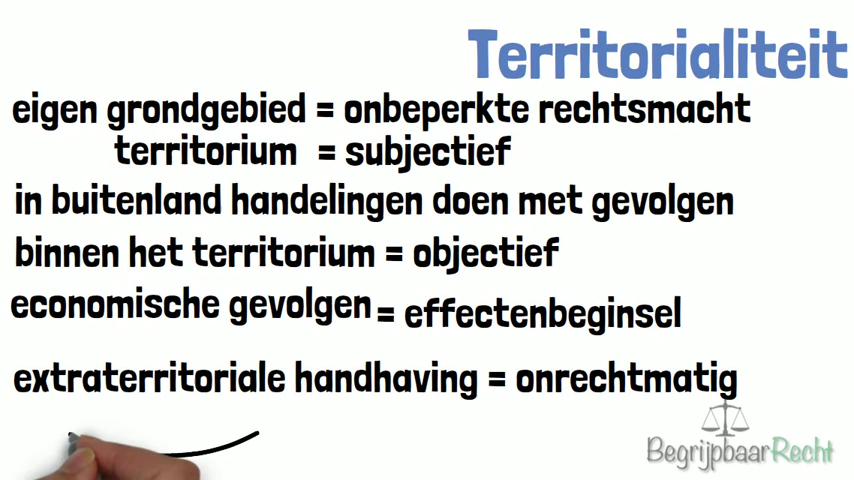 Territorialiteit
eigen grondgebied = onbeperkte rechtsmacht
territorium = subjectief
in buitenland handelingen doen met gevolgen
binnen het territorium = objectief
economische gevolgen = effectenbeginsel
extraterritoriale handhaving = onrechtmatig
BegrijpbaarRecht